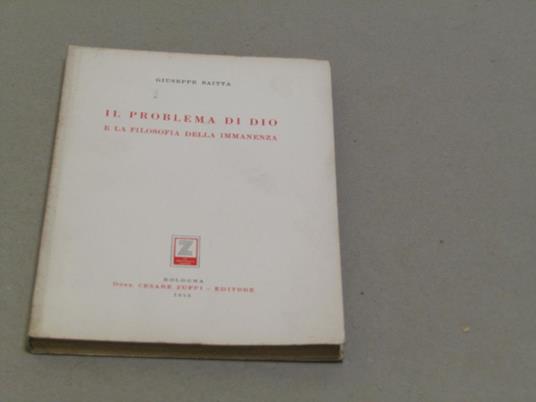 GIUSEPPE SAITTA
IL PROBLEMA DI DIO
E LA FILOSOFIA DELLA IMMANENZA
Z
BOLOGNA
DOTT. CESARE ZUFFI - EDITORE